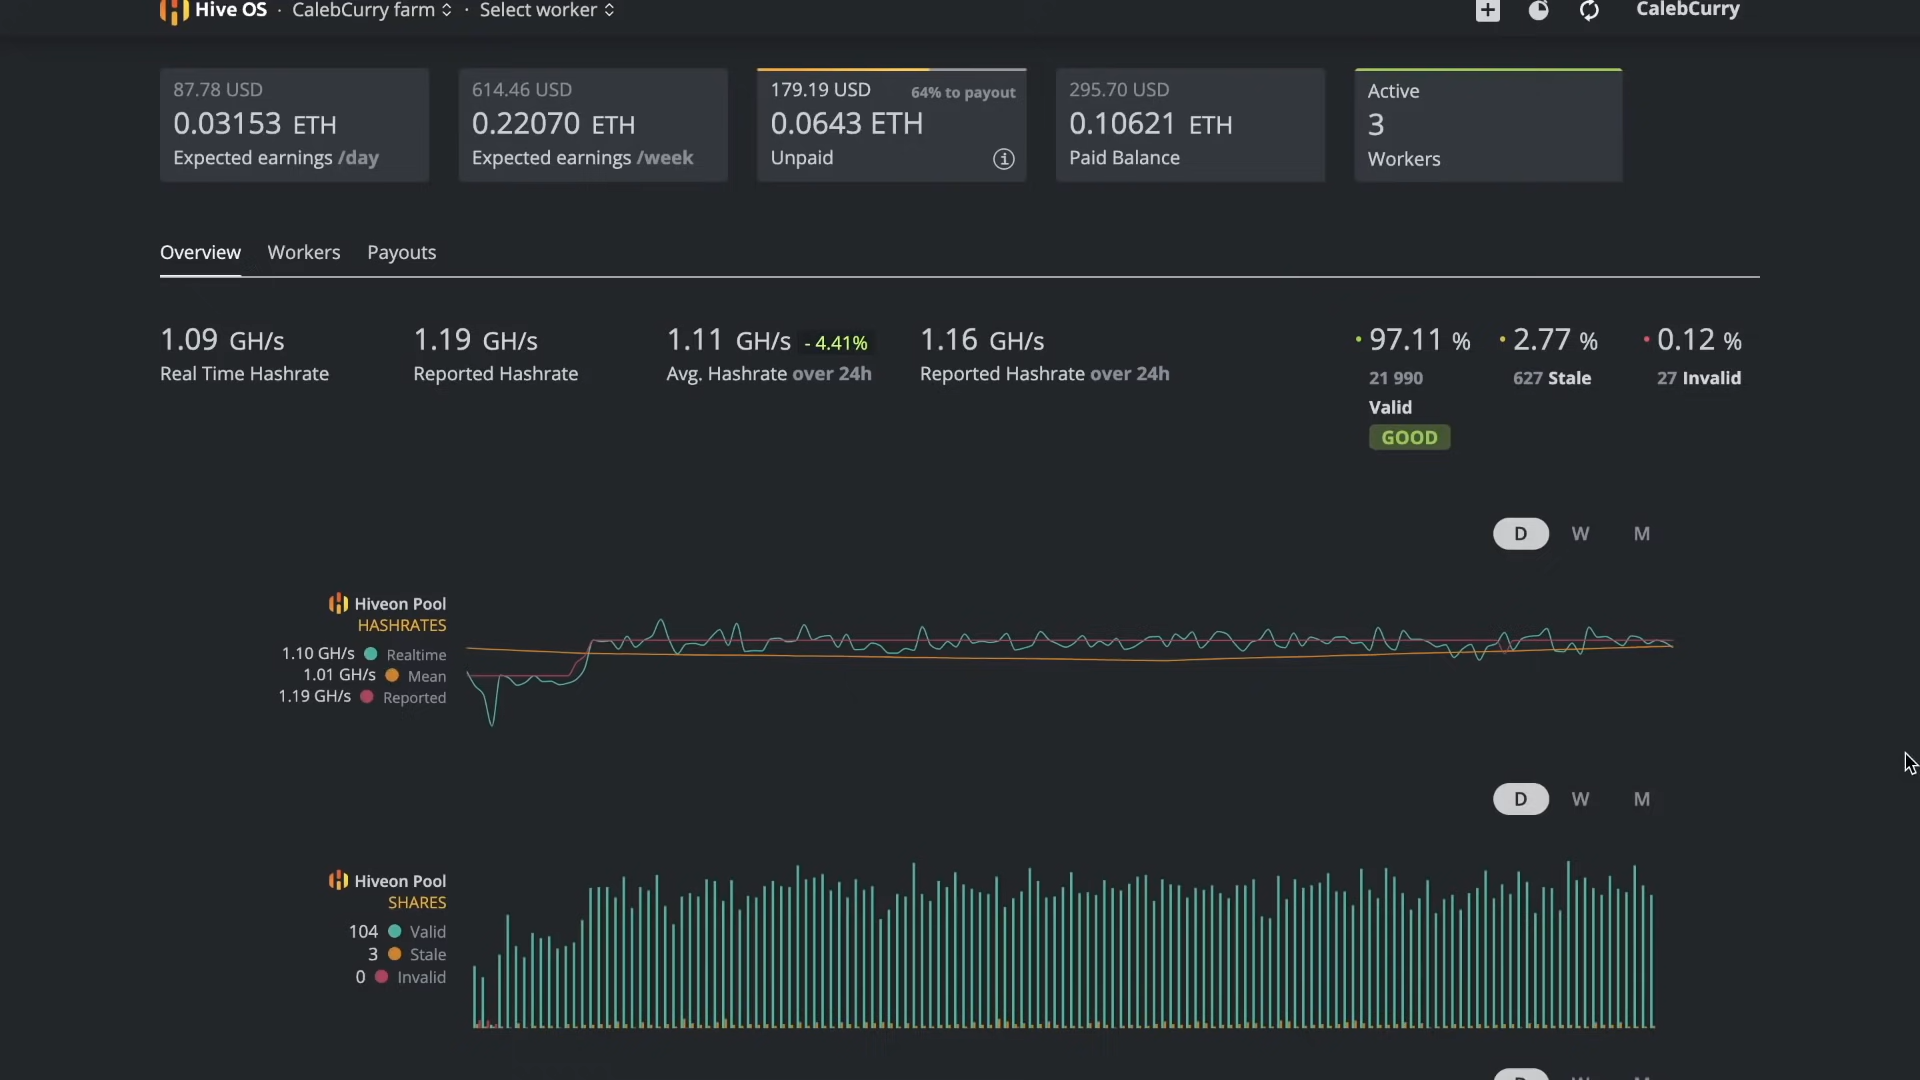 Hive OS · CalebCurry farm · Select worker
CalebCurry
87.78 USD
0.03153 ETH
Expected earnings /day
614.46 USD
0.22070 ETH
Expected earnings /week
179.19 USD 64% to payout
0.0643 ETH
Unpaid
295.70 USD
0.10621 ETH
Paid Balance
Active
3
Workers
Overview Workers Payouts
1.09 GH/s
Real Time Hashrate
1.19 GH/s
Reported Hashrate
1.11 GH/s - 4.41%
Avg. Hashrate over 24h
1.16 GH/s
Reported Hashrate over 24h
97.11 %
21 990
Valid
GOOD
2.77 %
627 Stale
0.12 %
27 Invalid
D W M
Hiveon Pool
HASHRATES
1.10 GH/s Realtime
1.01 GH/s Mean
1.19 GH/s Reported
D W M
Hiveon Pool
SHARES
104 Valid
3 Stale
0 Invalid